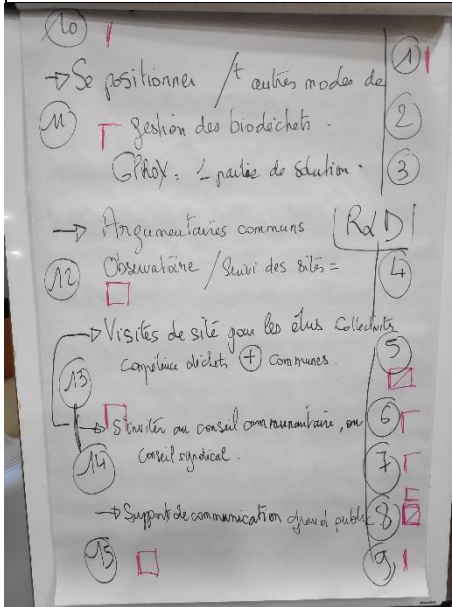 10
1
→ Se positionner / t autres modes de
11
gestion des biodéchets.
2
GPROX = 1 partie de solution.
3
→ Argumentaires communs
R&D
Observatoire / Suivi des sites =
4
12
→ Visites de site pour les élus Collectivités
compétence déchets + communes.
5
13
→ S'inviter au conseil communautaire, ou
6
conseil syndical.
14
7
→ Support de communication grand public
8
15
9